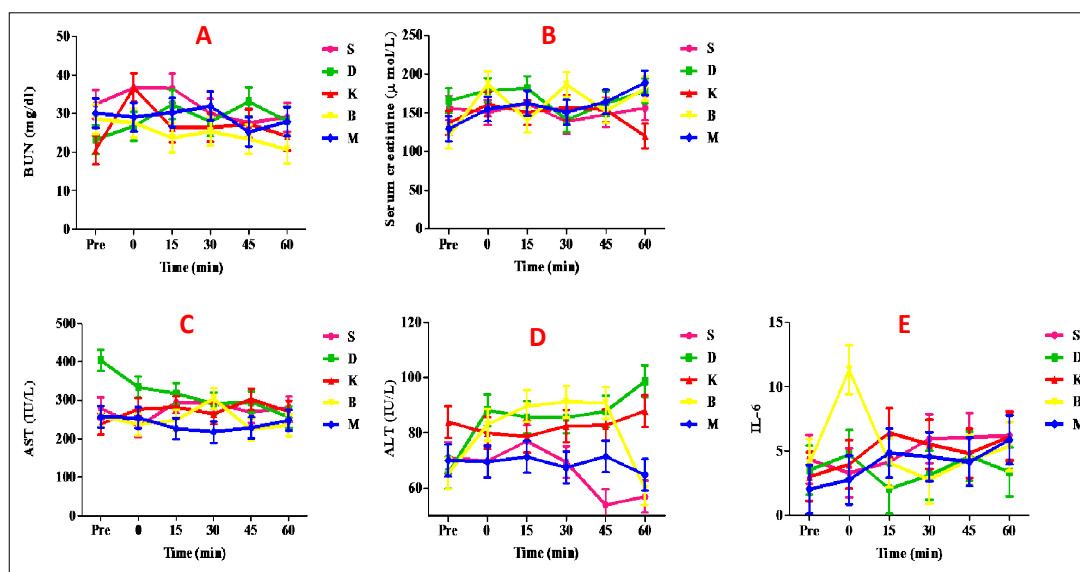 A
BUN (mg/dl)
50
40
30
20
10
0
Pre 0 15 30 45 60
Time (min)
S
D
K
B
M
B
Serum creatinine (μ mol/L)
250
200
150
100
50
0
Pre 0 15 30 45 60
Time (min)
S
D
K
B
M
C
AST (IU/L)
500
400
300
200
100
0
Pre 0 15 30 45 60
Time (min)
S
D
K
B
M
D
ALT (IU/L)
120
100
80
60
Pre 0 15 30 45 60
Time (min)
S
D
K
B
M
E
IL-6
15
10
5
0
Pre 0 15 30 45 60
Time (min)
S
D
K
B
M